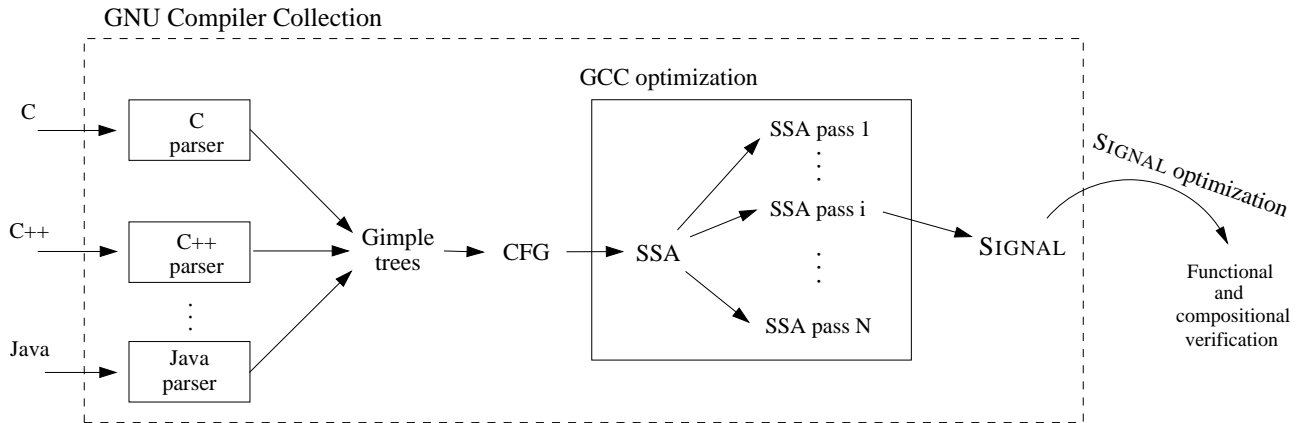 GNU Compiler Collection
GCC optimization
C
C
parser
C++
C++
parser
Java
Java
parser
Gimple
trees
CFG
SSA
SSA pass 1
SSA pass i
SSA pass N
SIGNAL
SIGNAL optimization
Functional
and
compositional
verification